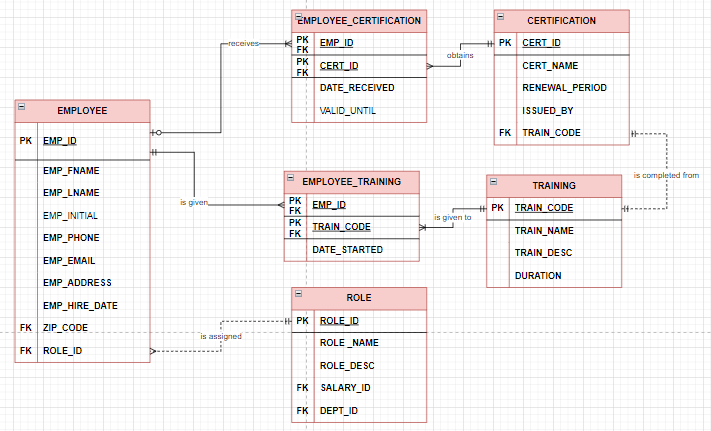 EMPLOYEE_CERTIFICATION
PK FK EMP_ID
PK FK CERT_ID
DATE_RECEIVED
VALID_UNTIL
CERTIFICATION
PK CERT_ID
CERT_NAME
RENEWAL_PERIOD
ISSUED_BY
FK TRAIN_CODE
receives
obtains
EMPLOYEE
PK EMP_ID
EMP_FNAME
EMP_LNAME
EMP_INITIAL
EMP_PHONE
EMP_EMAIL
EMP_ADDRESS
EMP_HIRE_DATE
FK ZIP_CODE
FK ROLE_ID
is completed from
is given
EMPLOYEE_TRAINING
PK FK EMP_ID
PK FK TRAIN_CODE
DATE_STARTED
is given to
TRAINING
PK TRAIN_CODE
TRAIN_NAME
TRAIN_DESC
DURATION
ROLE
PK ROLE_ID
ROLE_NAME
ROLE_DESC
FK SALARY_ID
FK DEPT_ID
is assigned